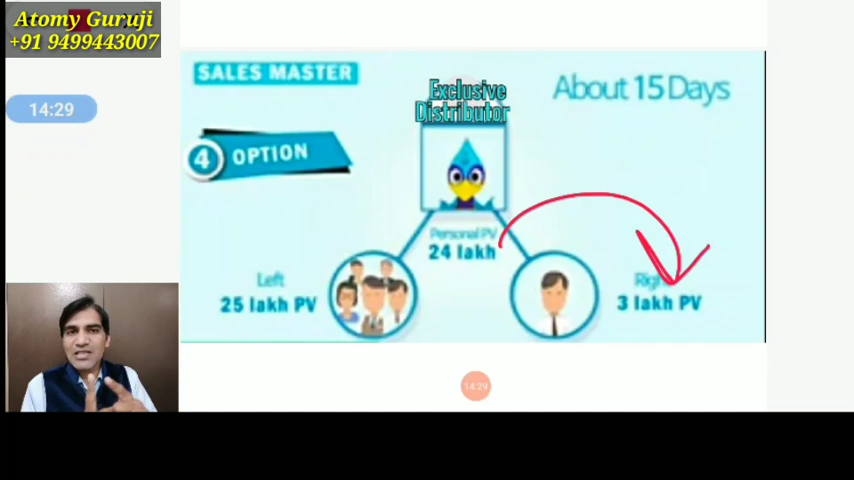 Atomy Guruji
+91 9499443007
14:29
SALES MASTER
Exclusive
Distributor
About 15 Days
4 OPTION
Personal PV
24 lakh
Left
25 lakh PV
Right
3 lakh PV
14:29